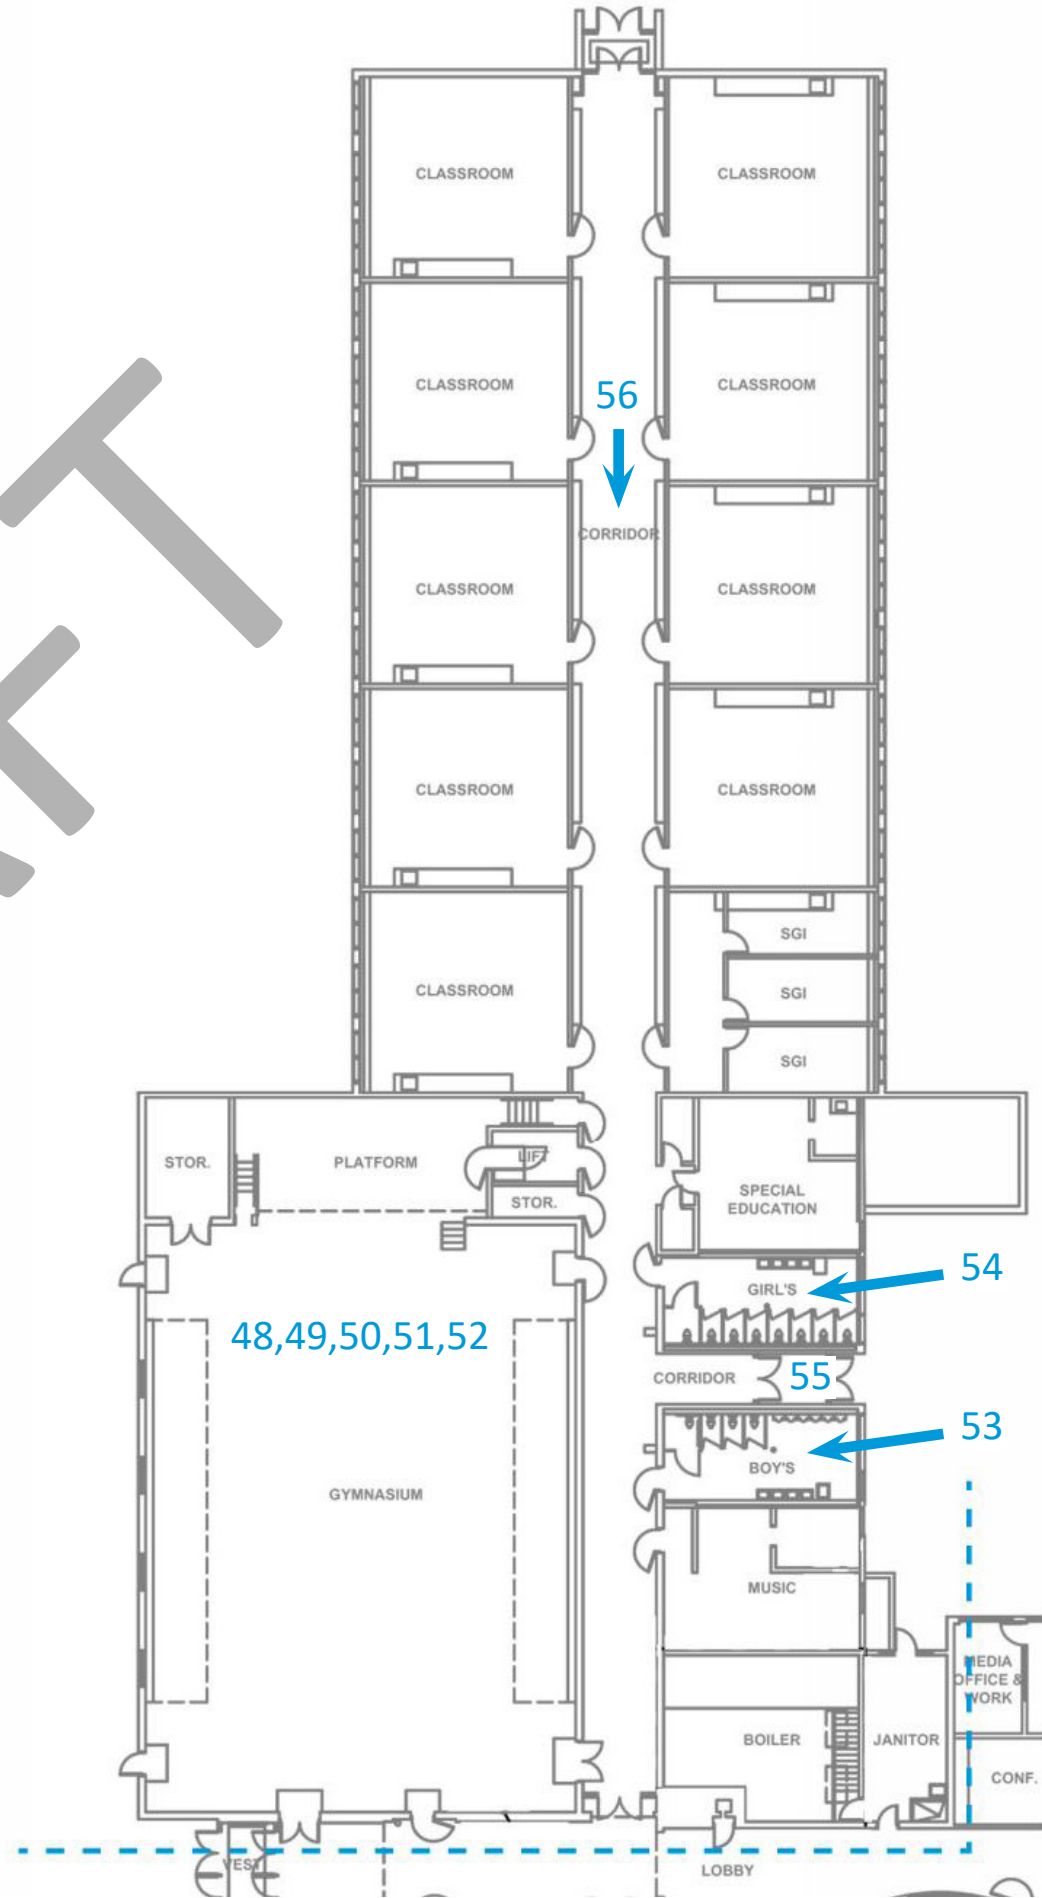 CLASSROOM
CLASSROOM
CLASSROOM
CLASSROOM
56
CORRIDOR
CLASSROOM
CLASSROOM
CLASSROOM
CLASSROOM
SGI
CLASSROOM
SGI
SGI
STOR.
PLATFORM
LIFT
STOR.
SPECIAL
EDUCATION
54
GIRL'S
48,49,50,51,52
CORRIDOR
55
53
BOY'S
GYMNASIUM
MUSIC
MEDIA
OFFICE &
WORK
BOILER
JANITOR
CONF.
VEST
LOBBY